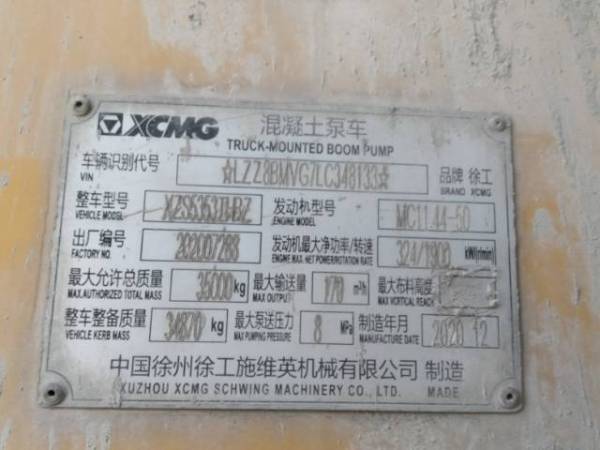 XCMG 混凝土泵车
TRUCK-MOUNTED BOOM PUMP
车辆识别代号 ☆LZZ8BMVG7LC348133☆ 品牌 徐工
VIN BRAND XCMG
整车型号 发动机型号 MC11.44-50
VEHICLE MODEL ENGINE MODEL
出厂编号 202007283 发动机最大净功率/转速 324/1900 kW/(r/min)
FACTORY NO. ENGINE MAX. NET POWER/ROTATION RATE
最大允许总质量 35000 kg 最大输送量 170 m³/h 最大布料高度
MAX.AUTHORIZED TOTAL MASS MAX OUTPUT MAX VERTICAL REACH
整车整备质量 34870 kg 最大泵送压力 8 MPa 制造年月 2020 12
VEHICLE KERB MASS MAX PUMPING PRESSURE MANUFACTURE DATE
中国徐州徐工施维英机械有限公司 制造
XUZHOU XCMG SCHWING MACHINERY CO., LTD. MADE